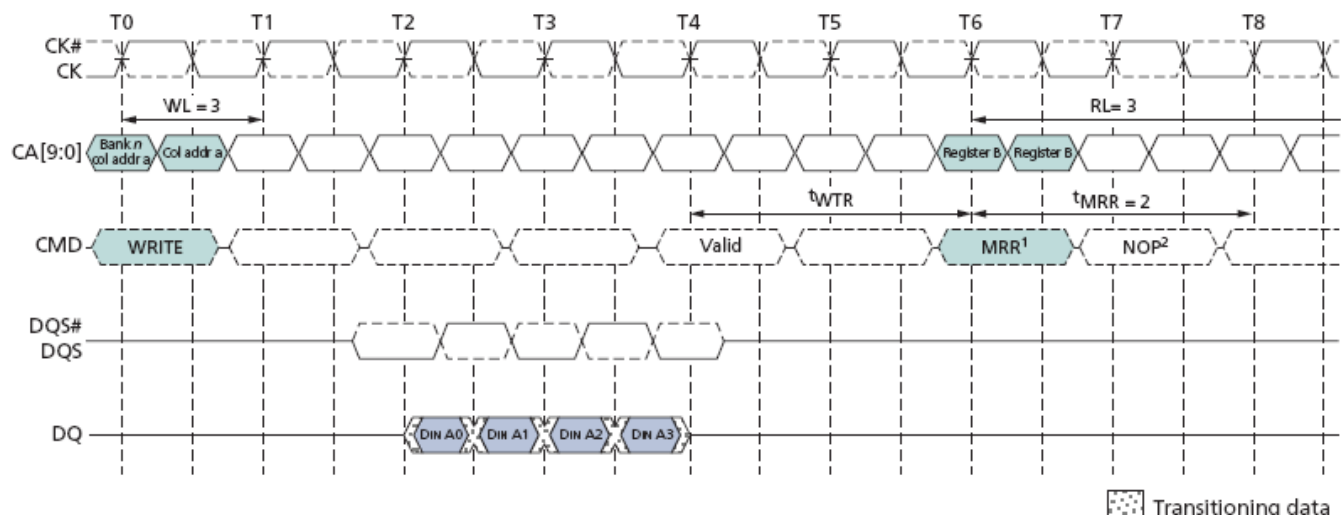 T0 T1 T2 T3 T4 T5 T6 T7 T8
CK#
CK
WL = 3 RL= 3
CA[9:0] Bank n col addr a Col addr a Register B Register B
tWTR tMRR = 2
CMD WRITE Valid MRR1 NOP2
DQS#
DQS
DQ DIN A0 DIN A1 DIN A2 DIN A3
Transitioning data